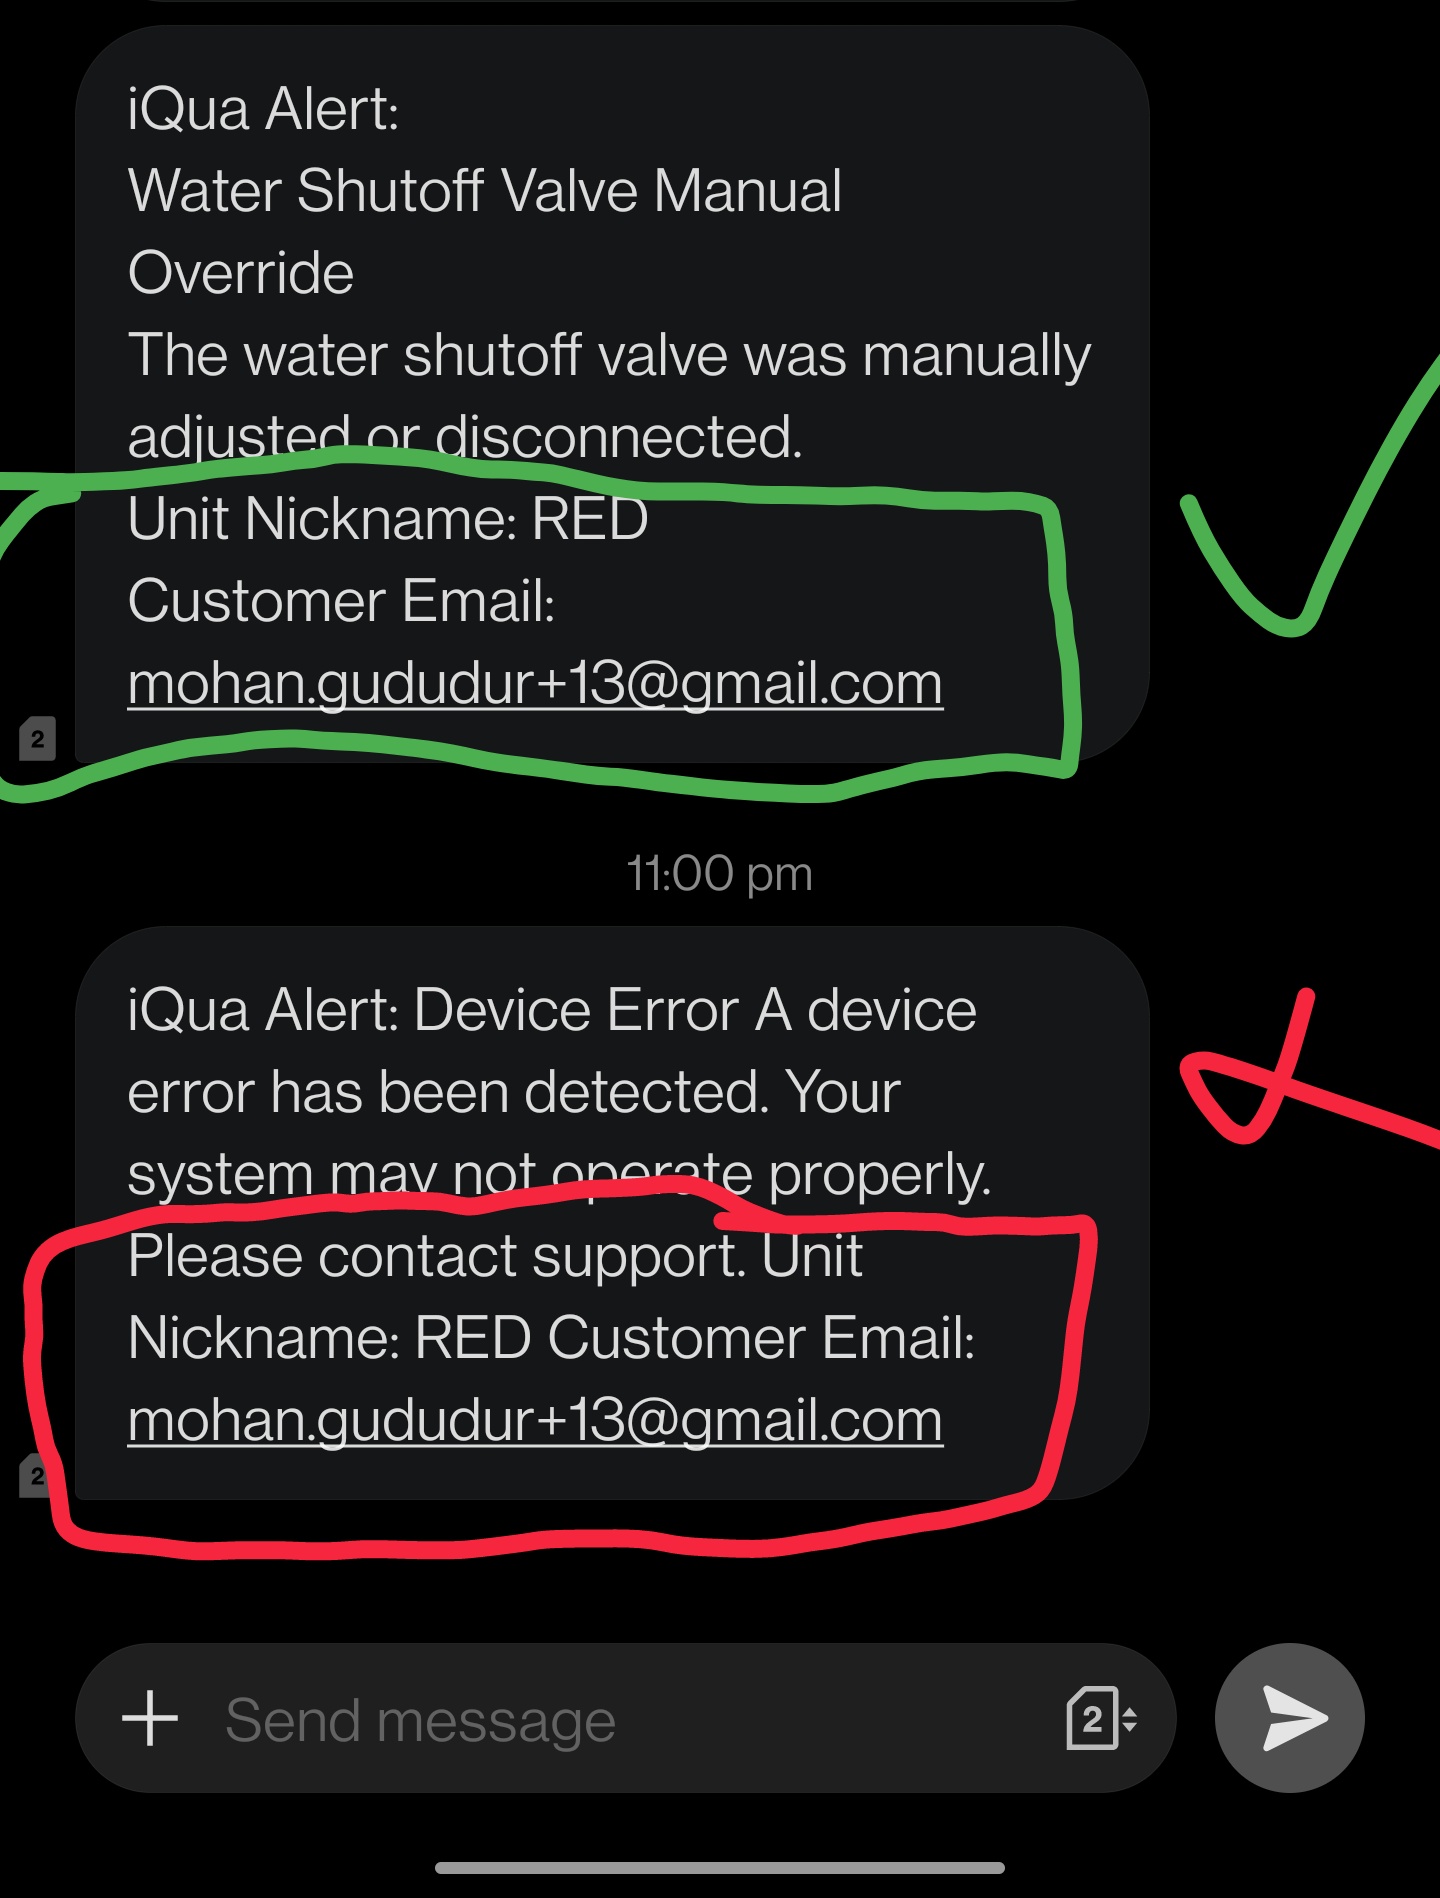 iQua Alert:
Water Shutoff Valve Manual
Override
The water shutoff valve was manually
adjusted or disconnected.
Unit Nickname: RED
Customer Email:
mohan.gududur+13@gmail.com
2
11:00 pm
iQua Alert: Device Error A device
error has been detected. Your
system may not operate properly.
Please contact support. Unit
Nickname: RED Customer Email:
mohan.gududur+13@gmail.com
2
Send message
2